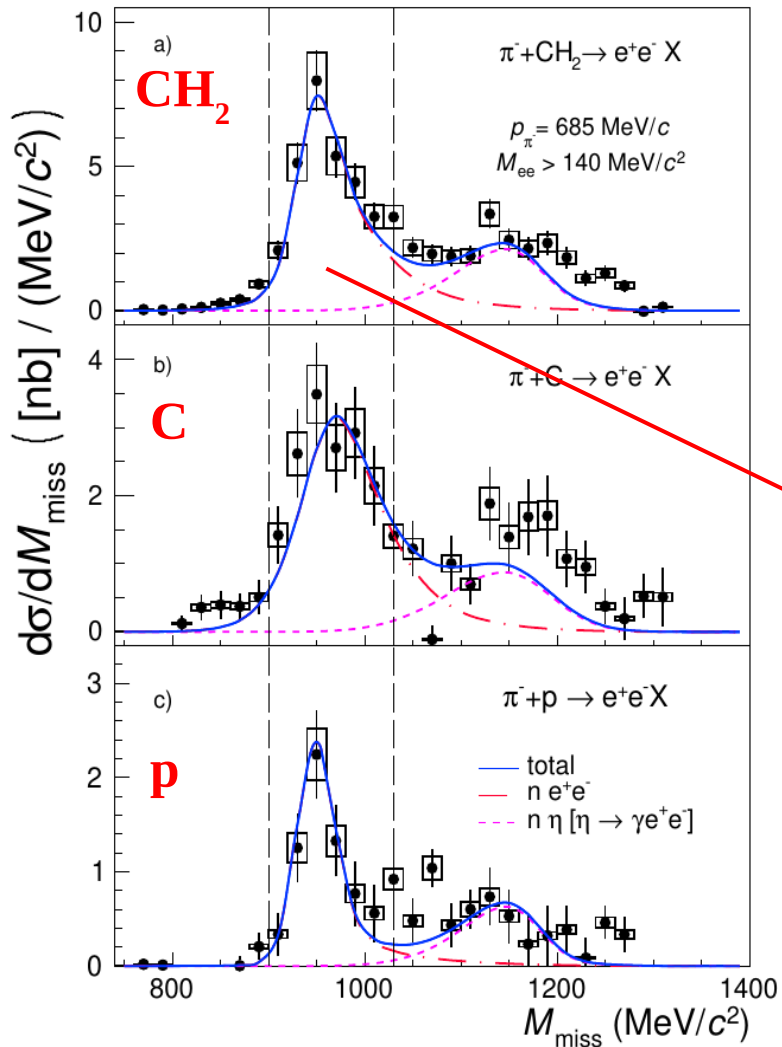 dσ/dM_miss ( [nb] / (MeV/c²) )
10
5
0
a)
CH₂
π⁻+CH₂→ e⁺e⁻ X
p_π = 685 MeV/c
M_ee > 140 MeV/c²
4
2
0
b)
C
π⁻+C → e⁺e⁻ X
3
2
1
0
c)
p
π⁻+p → e⁺e⁻X
total
n e⁺e⁻
n η [η → γe⁺e⁻]
800 1000 1200 1400
M_miss (MeV/c²)